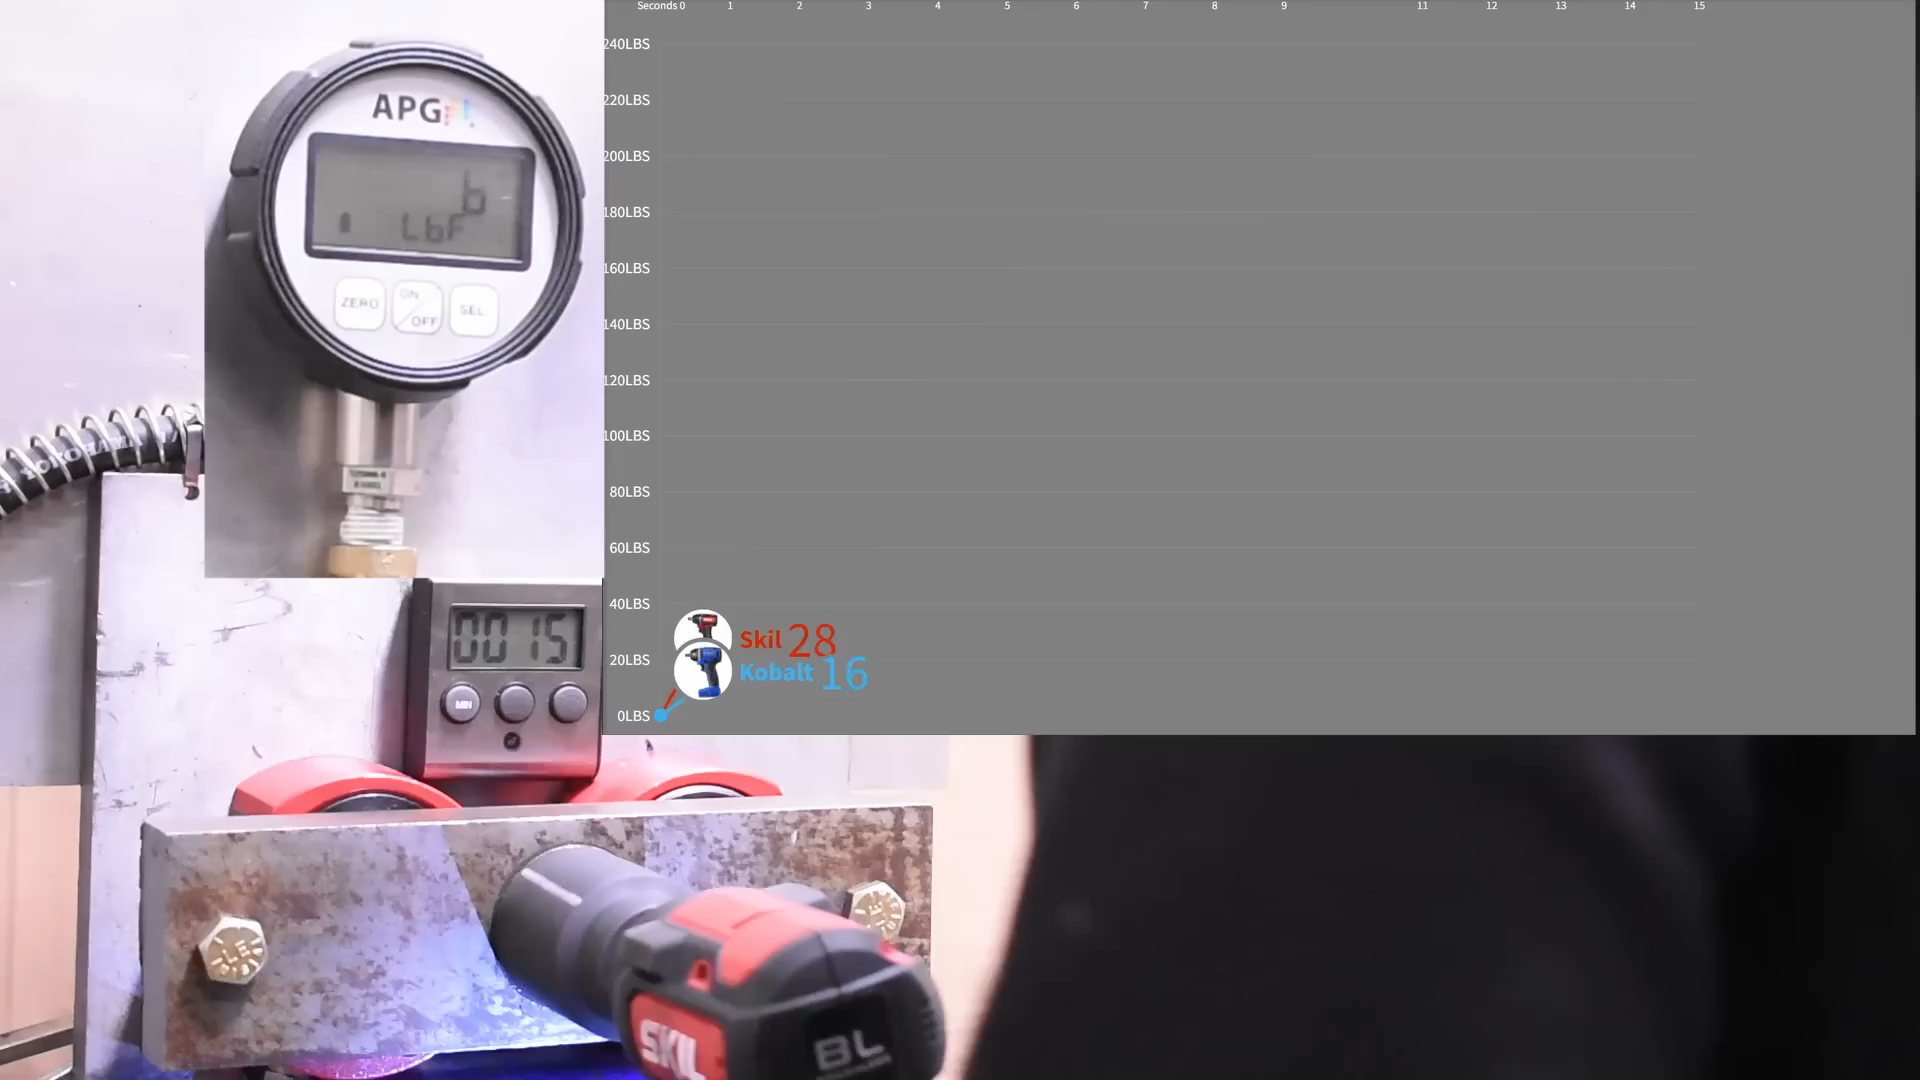 Seconds 0 1 2 3 4 5 6 7 8 9 11 12 13 14 15
240LBS
220LBS
200LBS
180LBS
160LBS
140LBS
120LBS
100LBS
80LBS
60LBS
40LBS
20LBS
0LBS
Skil 28
Kobalt 16
APG
LbF
ZERO
ON
OFF
SEL
YOKOHAMA
00 15
MIN
LE
SKIL
BL